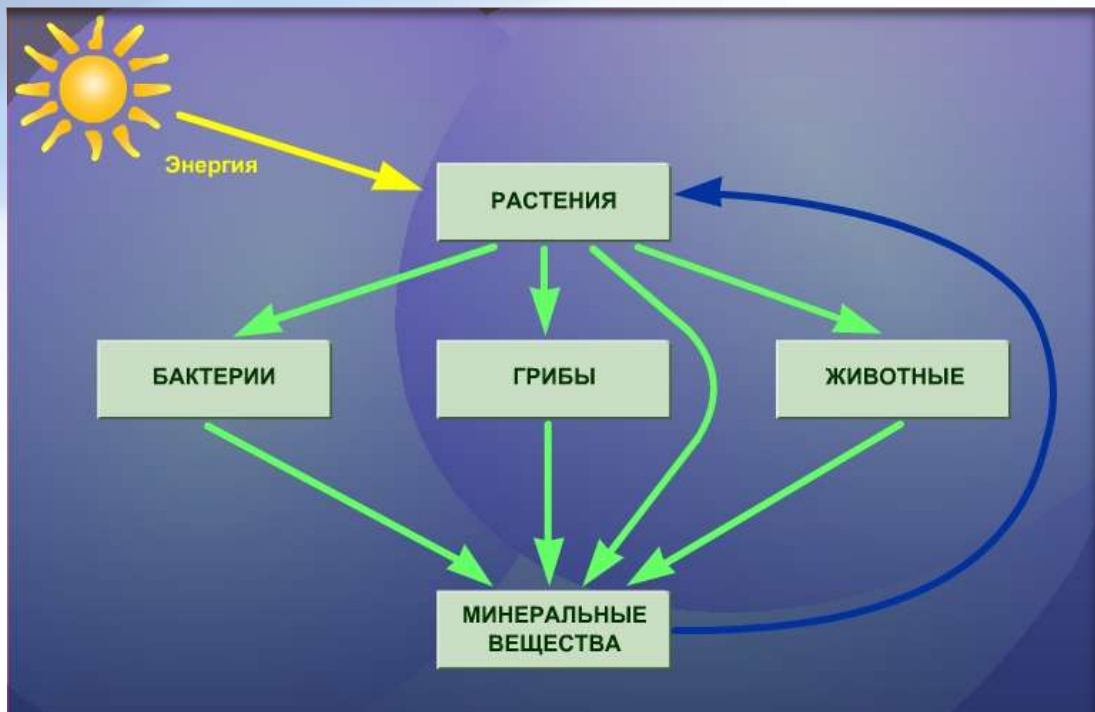 Энергия
РАСТЕНИЯ
БАКТЕРИИ
ГРИБЫ
ЖИВОТНЫЕ
МИНЕРАЛЬНЫЕ
ВЕЩЕСТВА